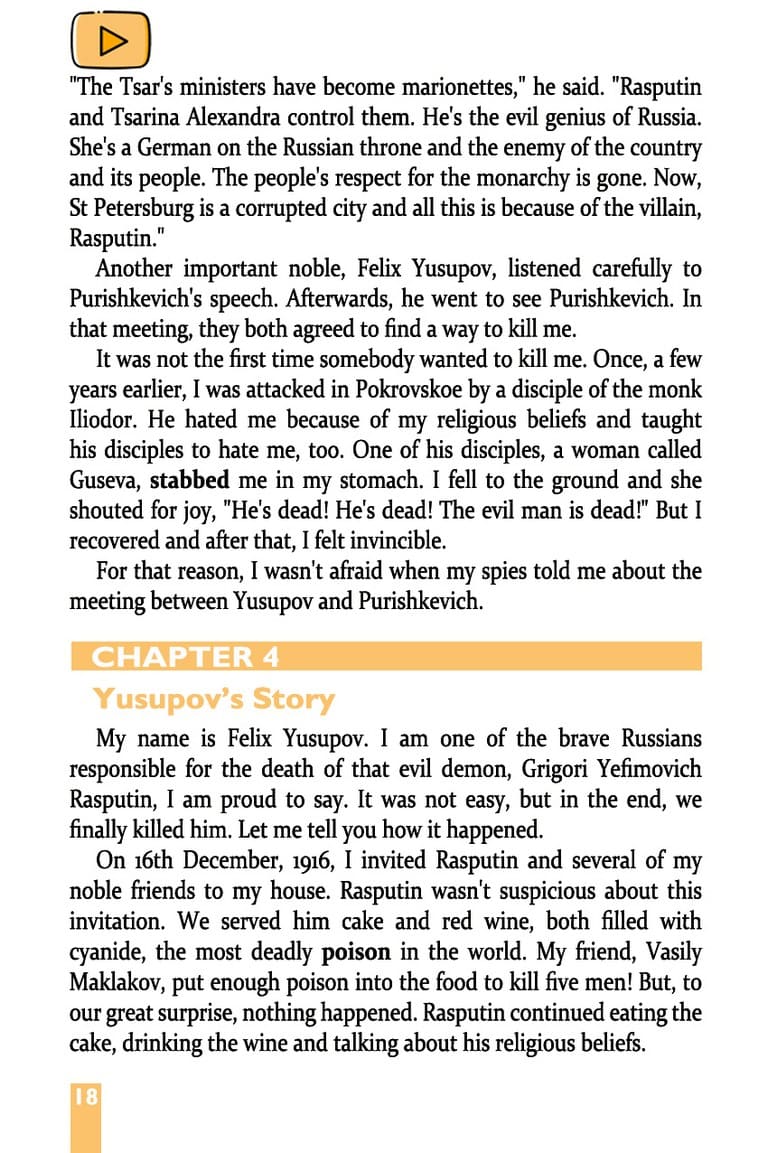 "The Tsar's ministers have become marionettes," he said. "Rasputin
and Tsarina Alexandra control them. He's the evil genius of Russia.
She's a German on the Russian throne and the enemy of the country
and its people. The people's respect for the monarchy is gone. Now,
St Petersburg is a corrupted city and all this is because of the villain,
Rasputin."
Another important noble, Felix Yusupov, listened carefully to
Purishkevich's speech. Afterwards, he went to see Purishkevich. In
that meeting, they both agreed to find a way to kill me.
It was not the first time somebody wanted to kill me. Once, a few
years earlier, I was attacked in Pokrovskoe by a disciple of the monk
Iliodor. He hated me because of my religious beliefs and taught
his disciples to hate me, too. One of his disciples, a woman called
Guseva, stabbed me in my stomach. I fell to the ground and she
shouted for joy, "He's dead! He's dead! The evil man is dead!" But I
recovered and after that, I felt invincible.
For that reason, I wasn't afraid when my spies told me about the
meeting between Yusupov and Purishkevich.
CHAPTER 4
Yusupov's Story
My name is Felix Yusupov. I am one of the brave Russians
responsible for the death of that evil demon, Grigori Yefimovich
Rasputin, I am proud to say. It was not easy, but in the end, we
finally killed him. Let me tell you how it happened.
On 16th December, 1916, I invited Rasputin and several of my
noble friends to my house. Rasputin wasn't suspicious about this
invitation. We served him cake and red wine, both filled with
cyanide, the most deadly poison in the world. My friend, Vasily
Maklakov, put enough poison into the food to kill five men! But, to
our great surprise, nothing happened. Rasputin continued eating the
cake, drinking the wine and talking about his religious beliefs.
18